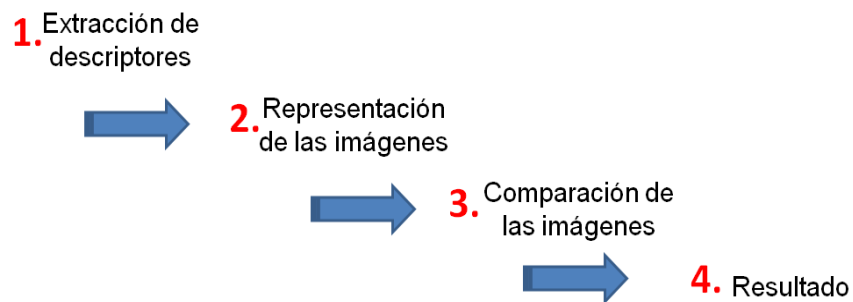 1. Extracción de
descriptores
2. Representación
de las imágenes
3. Comparación de
las imágenes
4. Resultado